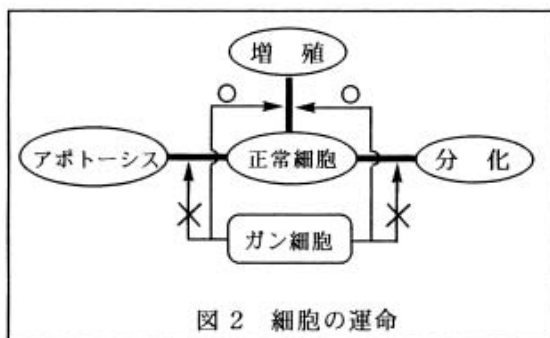 増 殖
○ ○
アポトーシス 正常細胞 分 化
× ×
ガン細胞
図 2 細胞の運命